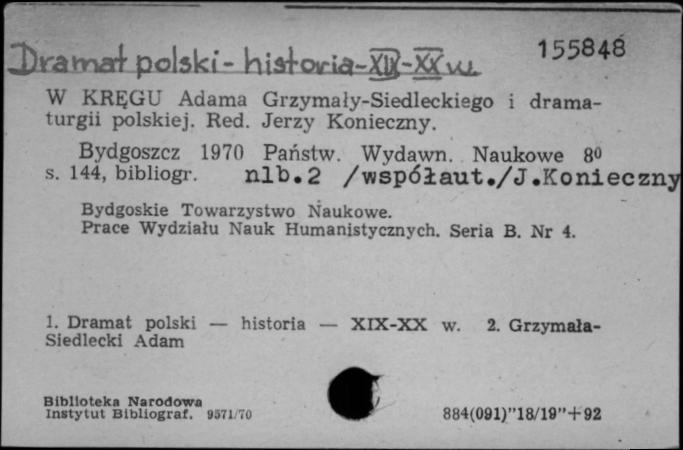 155848
Dramat polski - historia - XIX-XX w.
W KRĘGU Adama Grzymały-Siedleckiego i drama-
turgii polskiej. Red. Jerzy Konieczny.
Bydgoszcz 1970 Państw. Wydawn. Naukowe 8⁰
s. 144, bibliogr. nlb.2 /współaut./J.Konieczny
Bydgoskie Towarzystwo Naukowe.
Prace Wydziału Nauk Humanistycznych. Seria B. Nr 4.
1. Dramat polski — historia — XIX-XX w. 2. Grzymała-
Siedlecki Adam
Biblioteka Narodowa
Instytut Bibliograf. 9571/70
884(091)"18/19"+92